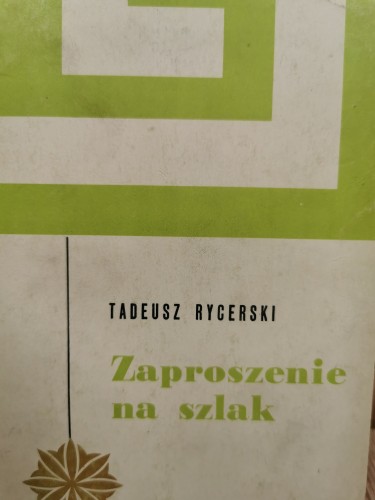 TADEUSZ RYCERSKI
Zaproszenie
na szlak